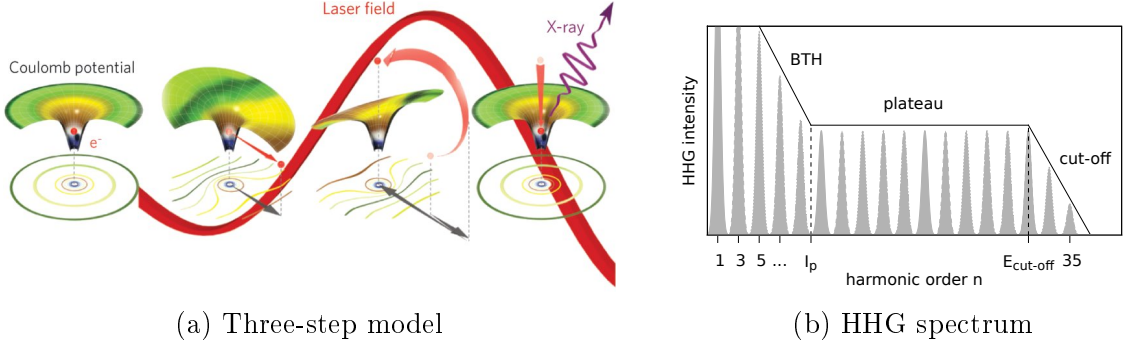 Laser field
X-ray
Coulomb potential
e⁻
(a) Three-step model
HHG intensity
BTH
plateau
cut-off
1 3 5 ... Iₚ E_cut-off 35
harmonic order n
(b) HHG spectrum